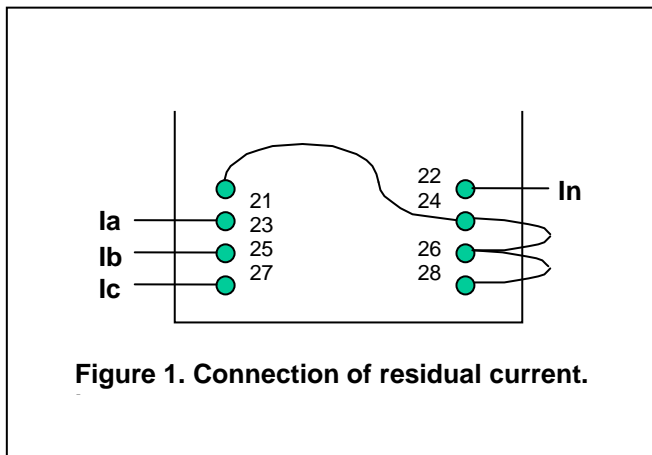 21
22
In
Ia
23
24
Ib
25
26
Ic
27
28
Figure 1. Connection of residual current.